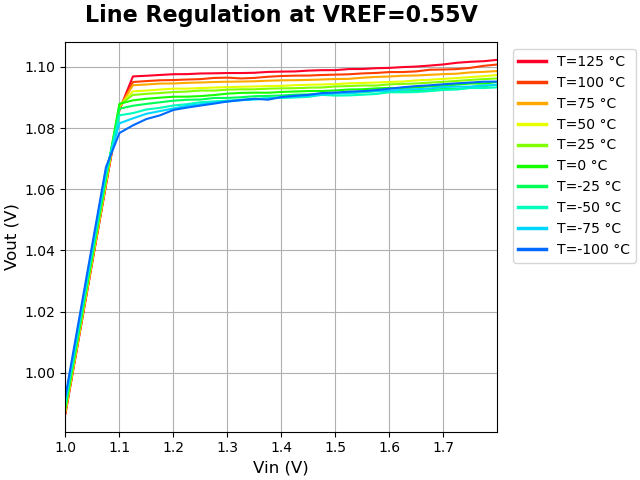 Line Regulation at VREF=0.55V
Vout (V)
1.10
1.08
1.06
1.04
1.02
1.00
1.0 1.1 1.2 1.3 1.4 1.5 1.6 1.7
Vin (V)
T=125 °C
T=100 °C
T=75 °C
T=50 °C
T=25 °C
T=0 °C
T=-25 °C
T=-50 °C
T=-75 °C
T=-100 °C